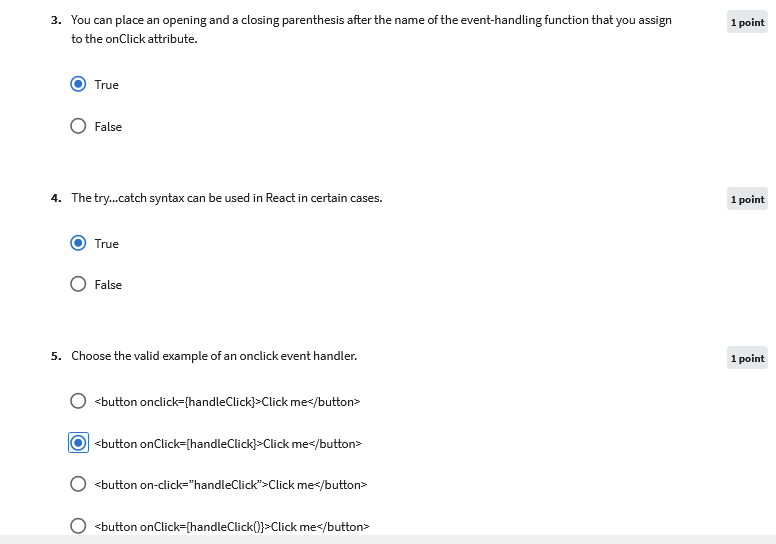 3. You can place an opening and a closing parenthesis after the name of the event-handling function that you assign
to the onClick attribute.
1 point
True
False
4. The try...catch syntax can be used in React in certain cases.
1 point
True
False
5. Choose the valid example of an onclick event handler.
1 point
<button onclick={handleClick}>Click me</button>
<button onClick={handleClick}>Click me</button>
<button on-click=”handleClick”>Click me</button>
<button onClick={handleClick()}>Click me</button>